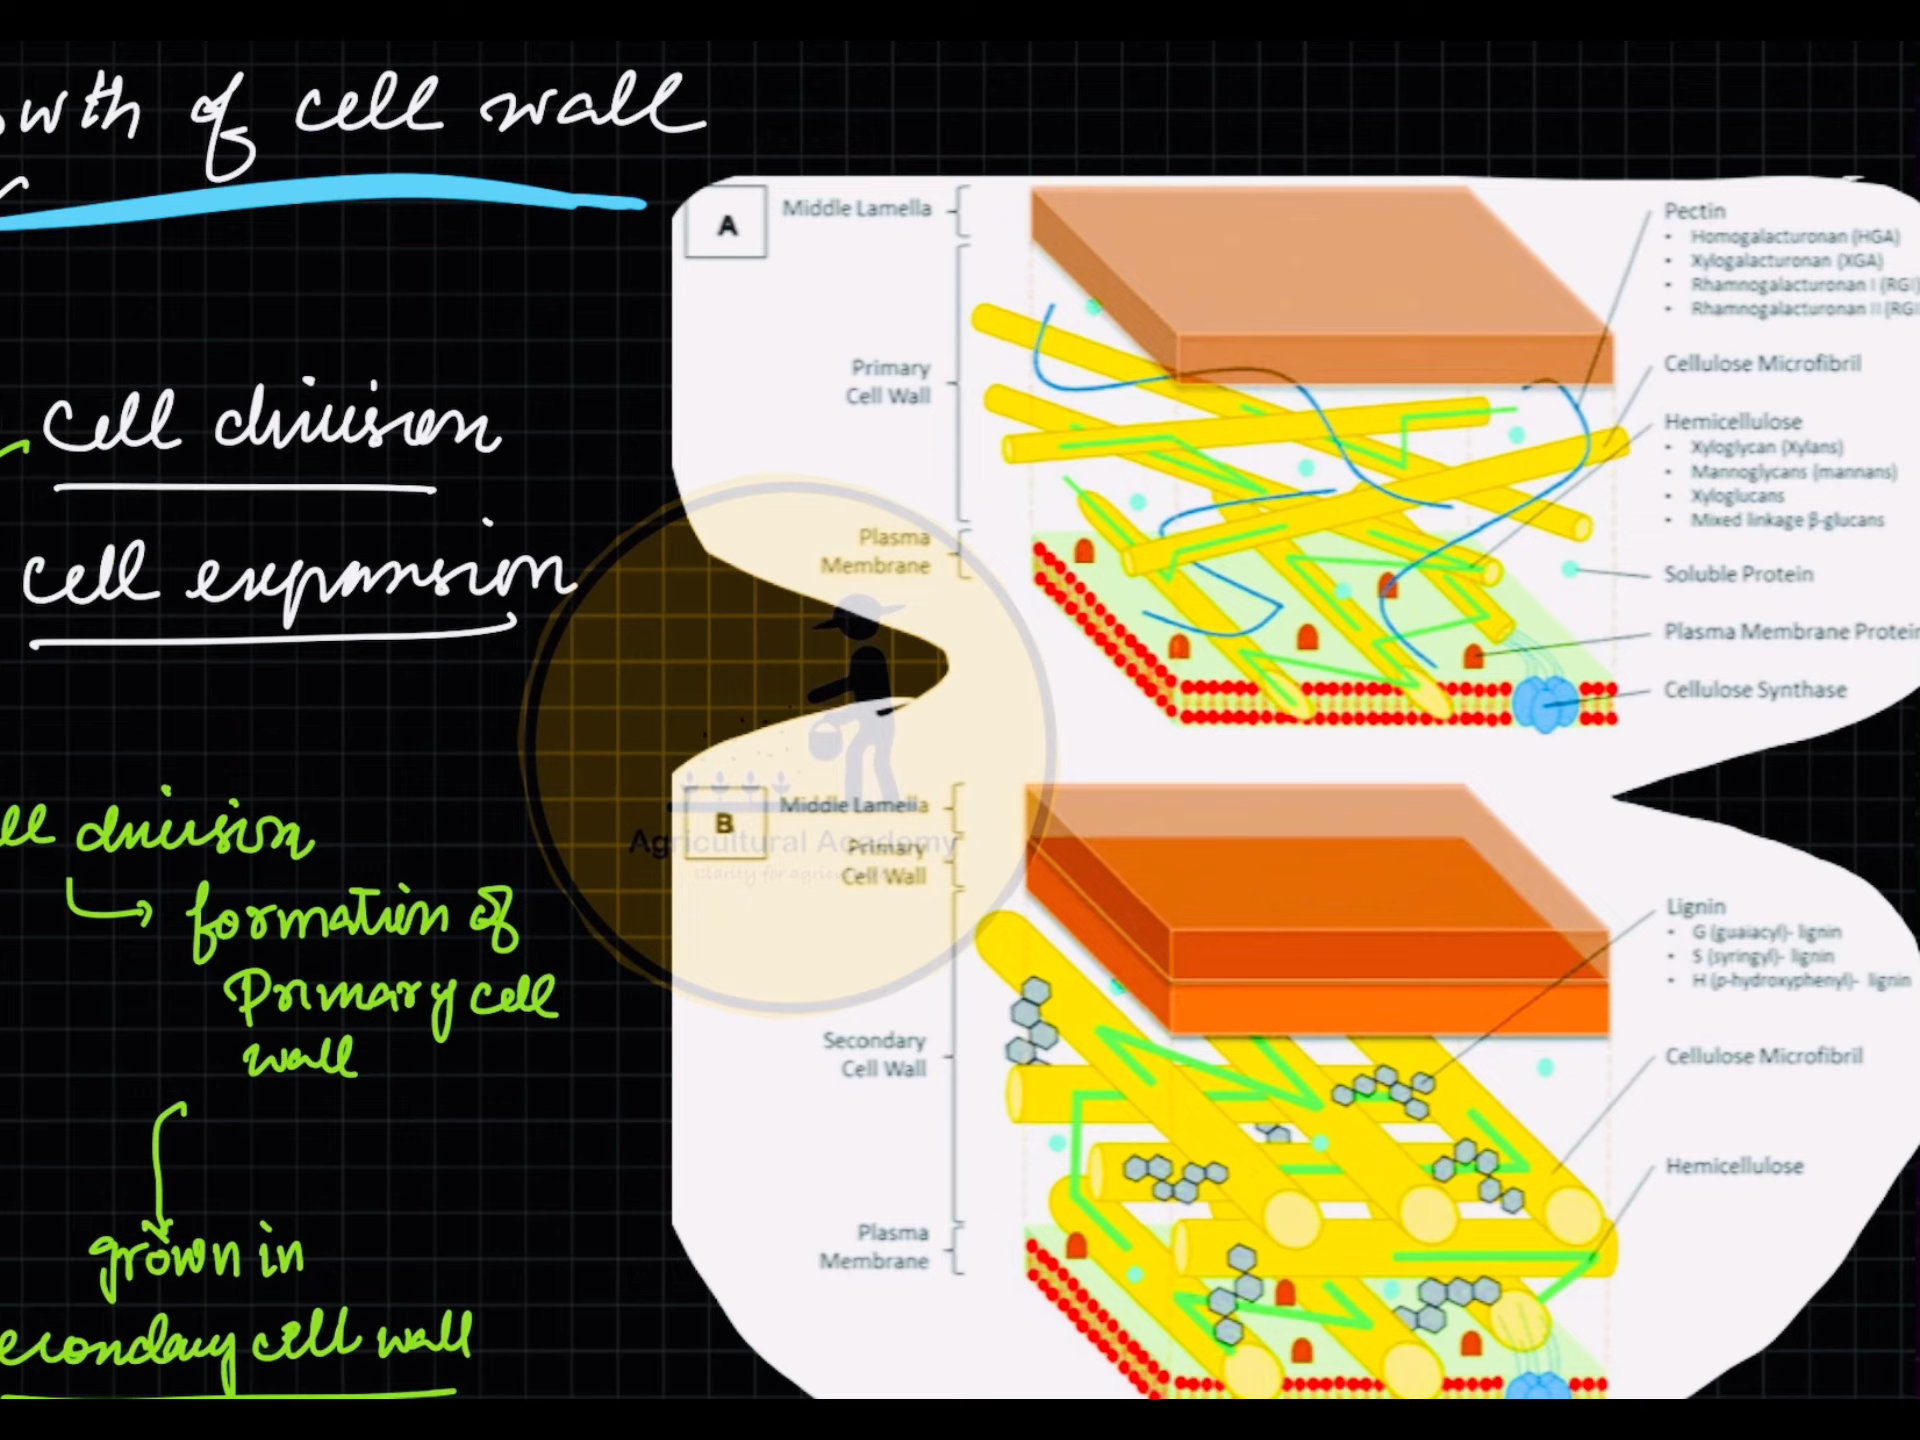 wth of cell wall
Cell division
cell expansion
ell division
formation of
Primary cell
wall
grown in
econdary cell wall
A
Middle Lamella
Primary
Cell Wall
Plasma
Membrane
Pectin
• Homogalacturonan (HGA)
• Xylogalacturonan (XGA)
• Rhamnogalacturonan I (RGI)
• Rhamnogalacturonan II (RGI
Cellulose Microfibril
Hemicellulose
• Xyloglycan (Xylans)
• Mannoglycans (mannans)
• Xyloglucans
• Mixed linkage β-glucans
Soluble Protein
Plasma Membrane Protein
Cellulose Synthase
B
Middle Lamella
Primary
Cell Wall
Secondary
Cell Wall
Plasma
Membrane
Lignin
• G (guaiacyl)- lignin
• S (syringyl)- lignin
• H (p-hydroxyphenyl)- lignin
Cellulose Microfibril
Hemicellulose
Agricultural Academy
Clarity for